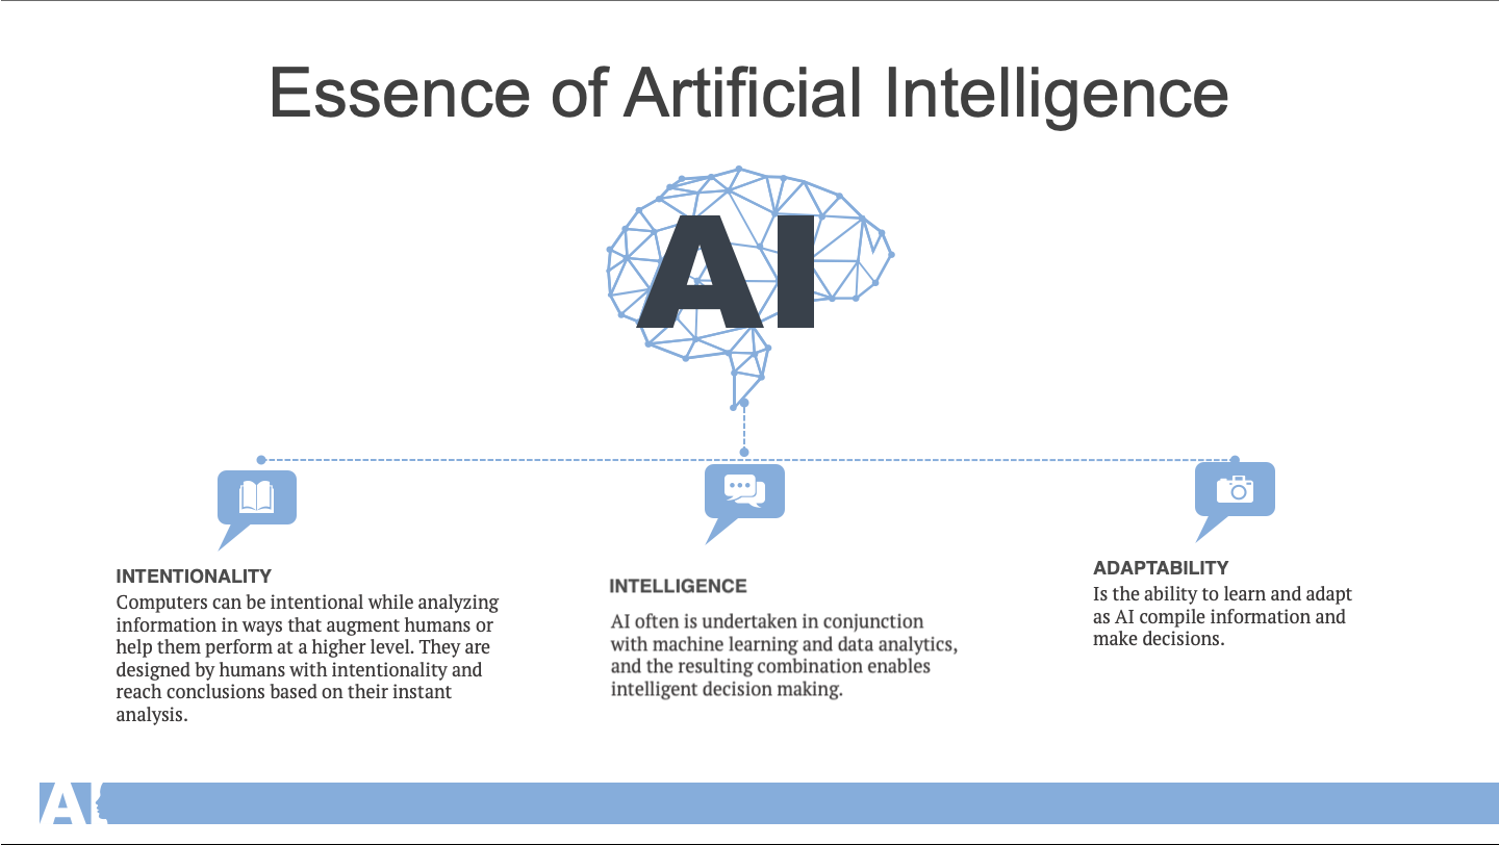 Essence of Artificial Intelligence
AI
INTENTIONALITY
Computers can be intentional while analyzing
information in ways that augment humans or
help them perform at a higher level. They are
designed by humans with intentionality and
reach conclusions based on their instant
analysis.
INTELLIGENCE
AI often is undertaken in conjunction
with machine learning and data analytics,
and the resulting combination enables
intelligent decision making.
ADAPTABILITY
Is the ability to learn and adapt
as AI compile information and
make decisions.
AI